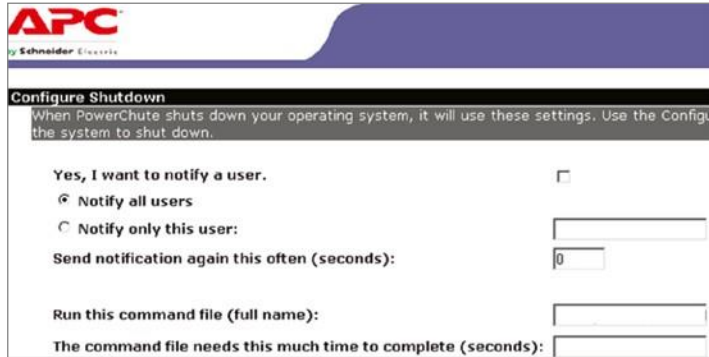 APC
by Schneider Electric
Configure Shutdown
When PowerChute shuts down your operating system, it will use these settings. Use the
the system to shut down.
Yes, I want to notify a user.
Notify all users
Notify only this user:
Send notification again this often (seconds):
0
Run this command file (full name):
The command file needs this much time to complete (seconds):